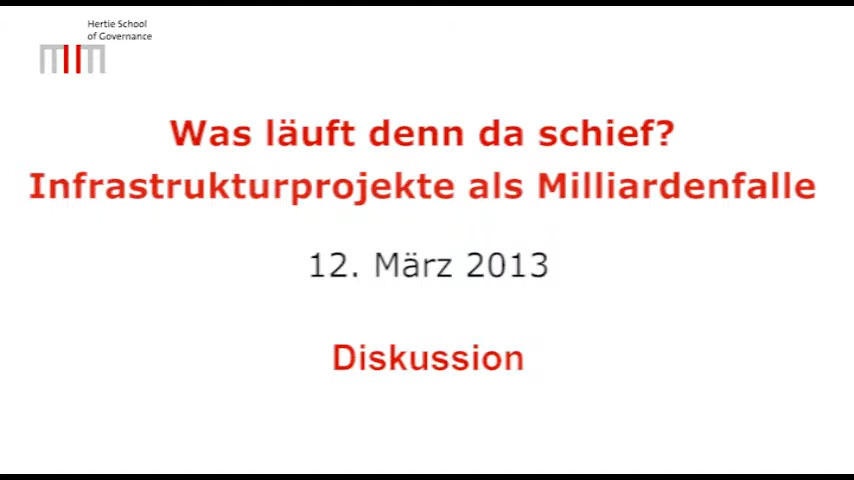 Hertie School
of Governance
Was läuft denn da schief?
Infrastrukturprojekte als Milliardenfalle
12. März 2013
Diskussion